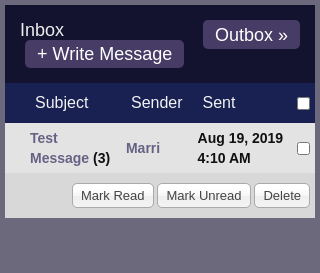 Inbox
Outbox »
+ Write Message
Subject Sender Sent
Test Message (3) Marri Aug 19, 2019 4:10 AM
Mark Read Mark Unread Delete